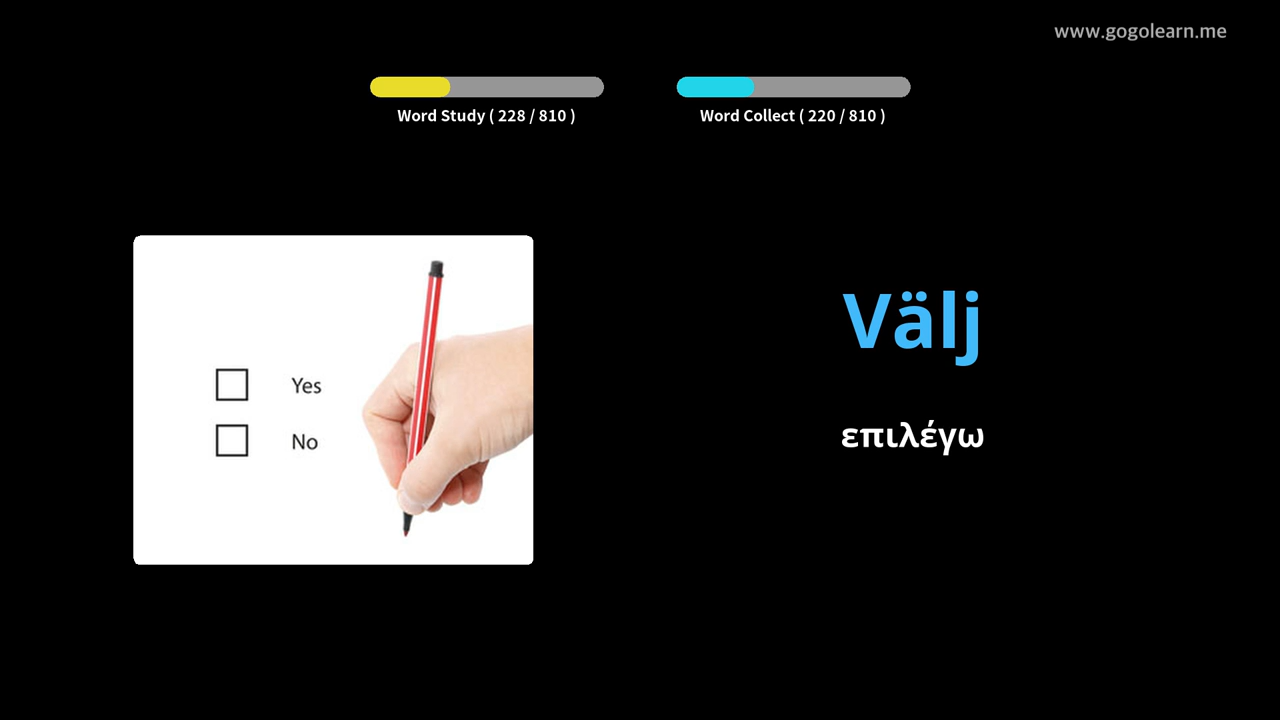 www.gogolearn.me
Word Study ( 228 / 810 )
Word Collect ( 220 / 810 )
Yes
No
Välj
επιλέγω